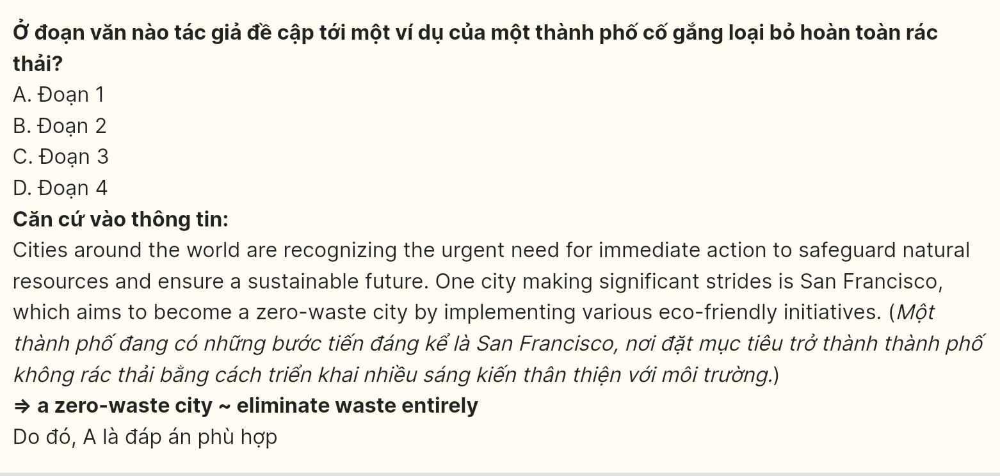 Ở đoạn văn nào tác giả đề cập tới một ví dụ của một thành phố cố gắng loại bỏ hoàn toàn rác
thải?
A. Đoạn 1
B. Đoạn 2
C. Đoạn 3
D. Đoạn 4
Căn cứ vào thông tin:
Cities around the world are recognizing the urgent need for immediate action to safeguard natural
resources and ensure a sustainable future. One city making significant strides is San Francisco,
which aims to become a zero-waste city by implementing various eco-friendly initiatives. (Một
thành phố đang có những bước tiến đáng kể là San Francisco, nơi đặt mục tiêu trở thành thành phố
không rác thải bằng cách triển khai nhiều sáng kiến thân thiện với môi trường.)
⇒ a zero-waste city ~ eliminate waste entirely
Do đó, A là đáp án phù hợp